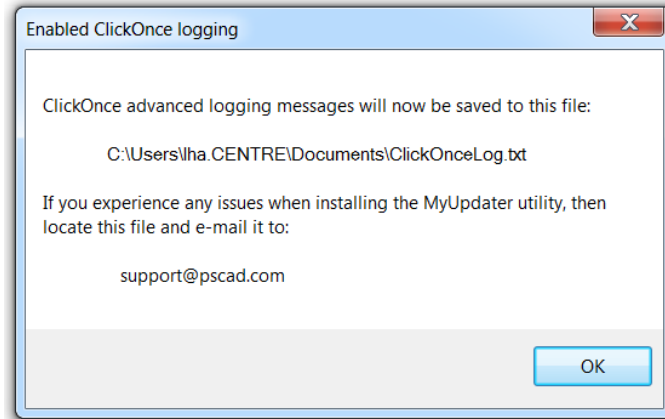 Enabled ClickOnce logging
ClickOnce advanced logging messages will now be saved to this file:
C:\Users\lha.CENTRE\Documents\ClickOnceLog.txt
If you experience any issues when installing the MyUpdater utility, then
locate this file and e-mail it to:
support@pscad.com
OK